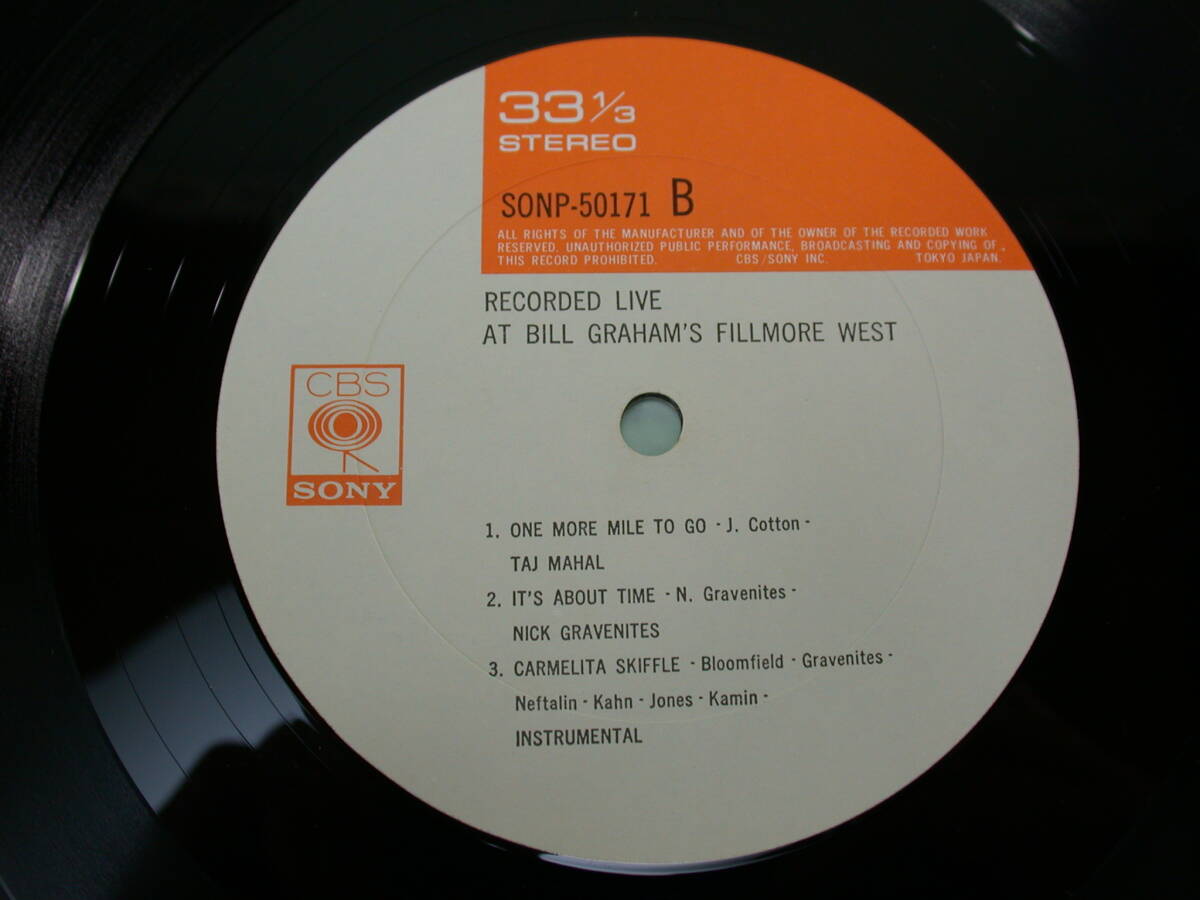 33 1/3
STEREO
SONP-50171 B
ALL RIGHTS OF THE MANUFACTURER AND OF THE OWNER OF THE RECORDED WORK
RESERVED. UNAUTHORIZED PUBLIC PERFORMANCE, BROADCASTING AND COPYING OF
THIS RECORD PROHIBITED. CBS/SONY INC. TOKYO JAPAN.
RECORDED LIVE
AT BILL GRAHAM'S FILLMORE WEST
CBS
SONY
1. ONE MORE MILE TO GO - J. Cotton -
TAJ MAHAL
2. IT'S ABOUT TIME - N. Gravenites -
NICK GRAVENITES
3. CARMELITA SKIFFLE - Bloomfield - Gravenites -
Neftalin - Kahn - Jones - Kamin -
INSTRUMENTAL